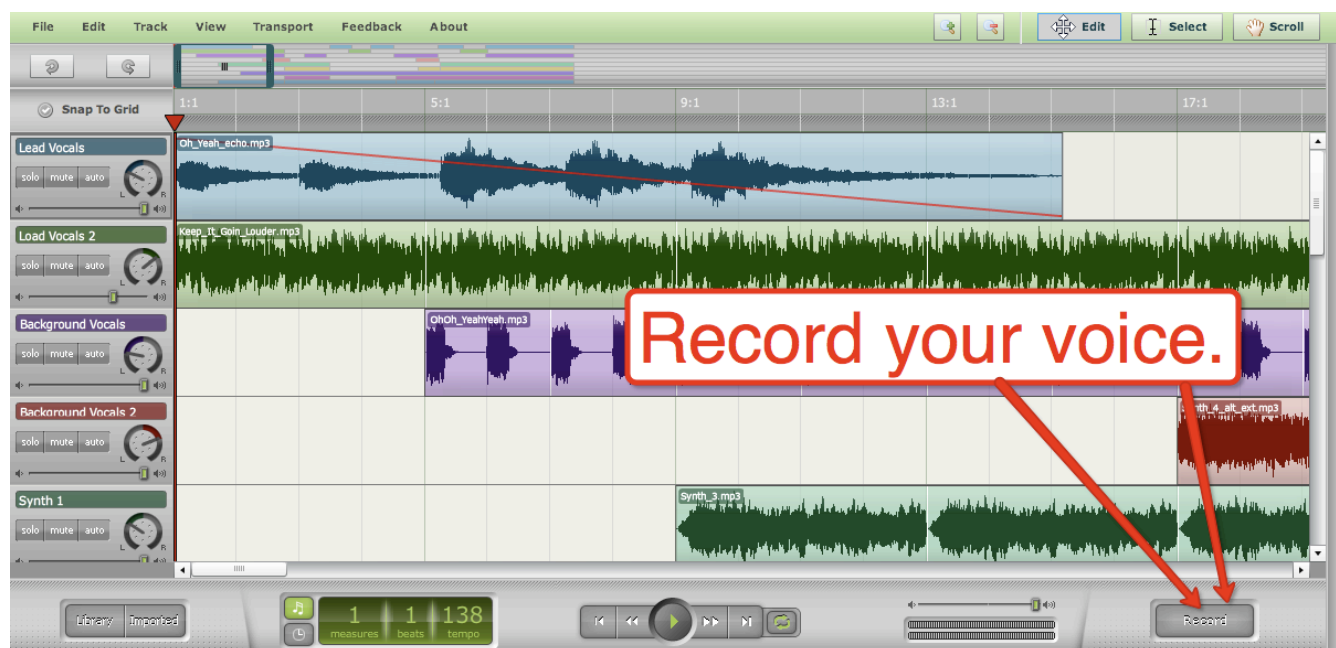 File Edit Track View Transport Feedback About Edit Select Scroll
Snap To Grid 1:1 5:1 9:1 13:1 17:1
Lead Vocals
Oh_Yeah_echo.mp3
solo mute auto
L R
Load Vocals 2
Keep_It_Goin_Louder.mp3
solo mute auto
L R
Background Vocals
OhOh_YeahYeah.mp3
solo mute auto
L R
Record your voice.
Background Vocals 2
Synth_4_alt_ext.mp3
solo mute auto
L R
Synth 1
Synth_3.mp3
solo mute auto
L R
Library Imported
1 1 138
measures beats tempo
Record